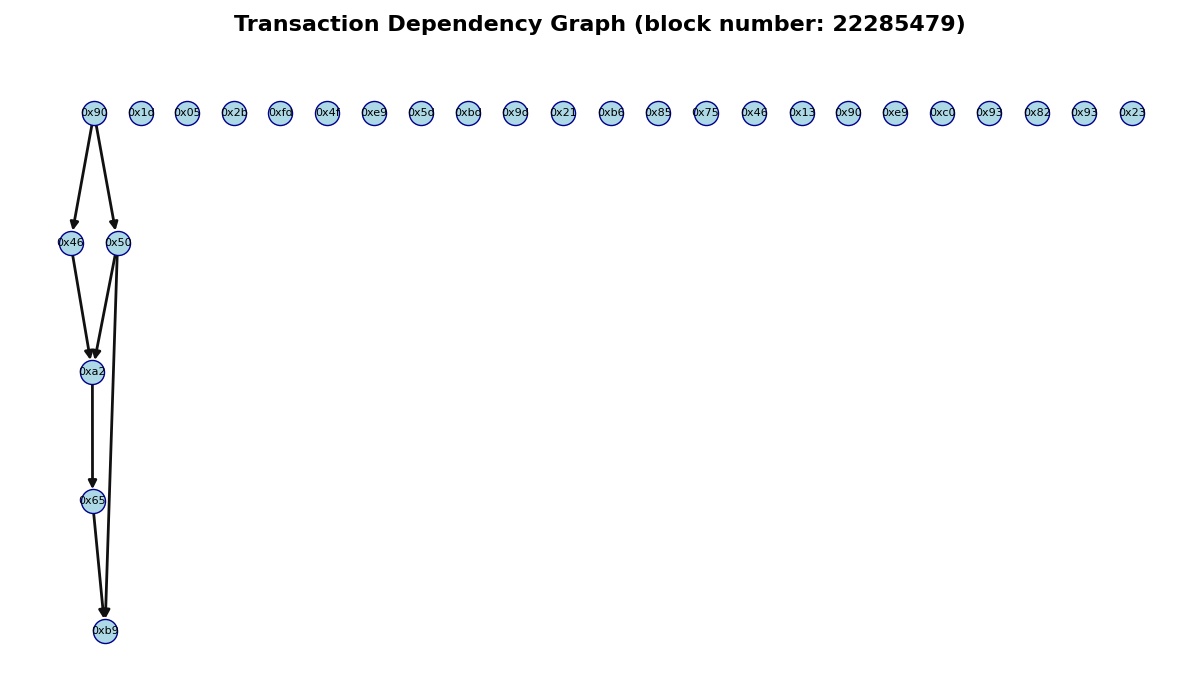 Transaction Dependency Graph (block number: 22285479)
0x90 0x1d 0x05 0x2b 0xfd 0x4f 0xe9 0x5d 0xbd 0x9d 0x21 0xb6 0x85 0x75 0x46 0x13 0x90 0xe9 0xc0 0x93 0x82 0x93 0x23
0x46 0x50
0xa2
0x65
0xb9